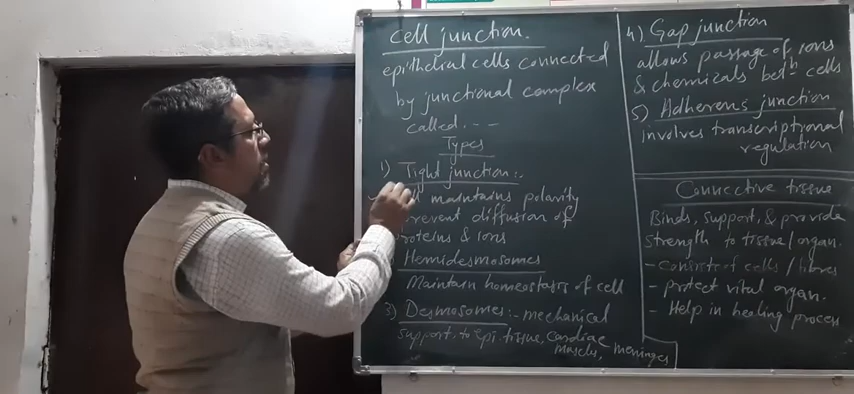 Cell junction.
epithelial cells connected
by junctional complex
called . - -
Types
1) Tight junction :-
maintains polarity
prevent diffusion of
proteins & ions
Hemidesmosomes
Maintain homeostasis of cell
3) Desmosomes :- mechanical
support to epi. tissue, cardiac
muscles, meninges
4) Gap junction
allows passage of ions
& chemicals betⁿ cells
5) Adherens junction
involves transcriptional
regulation
Connective tissue
Binds, support, & provide
strength to tissue/organ.
- consists of cells / fibres
- protect vital organ.
- Help in healing process